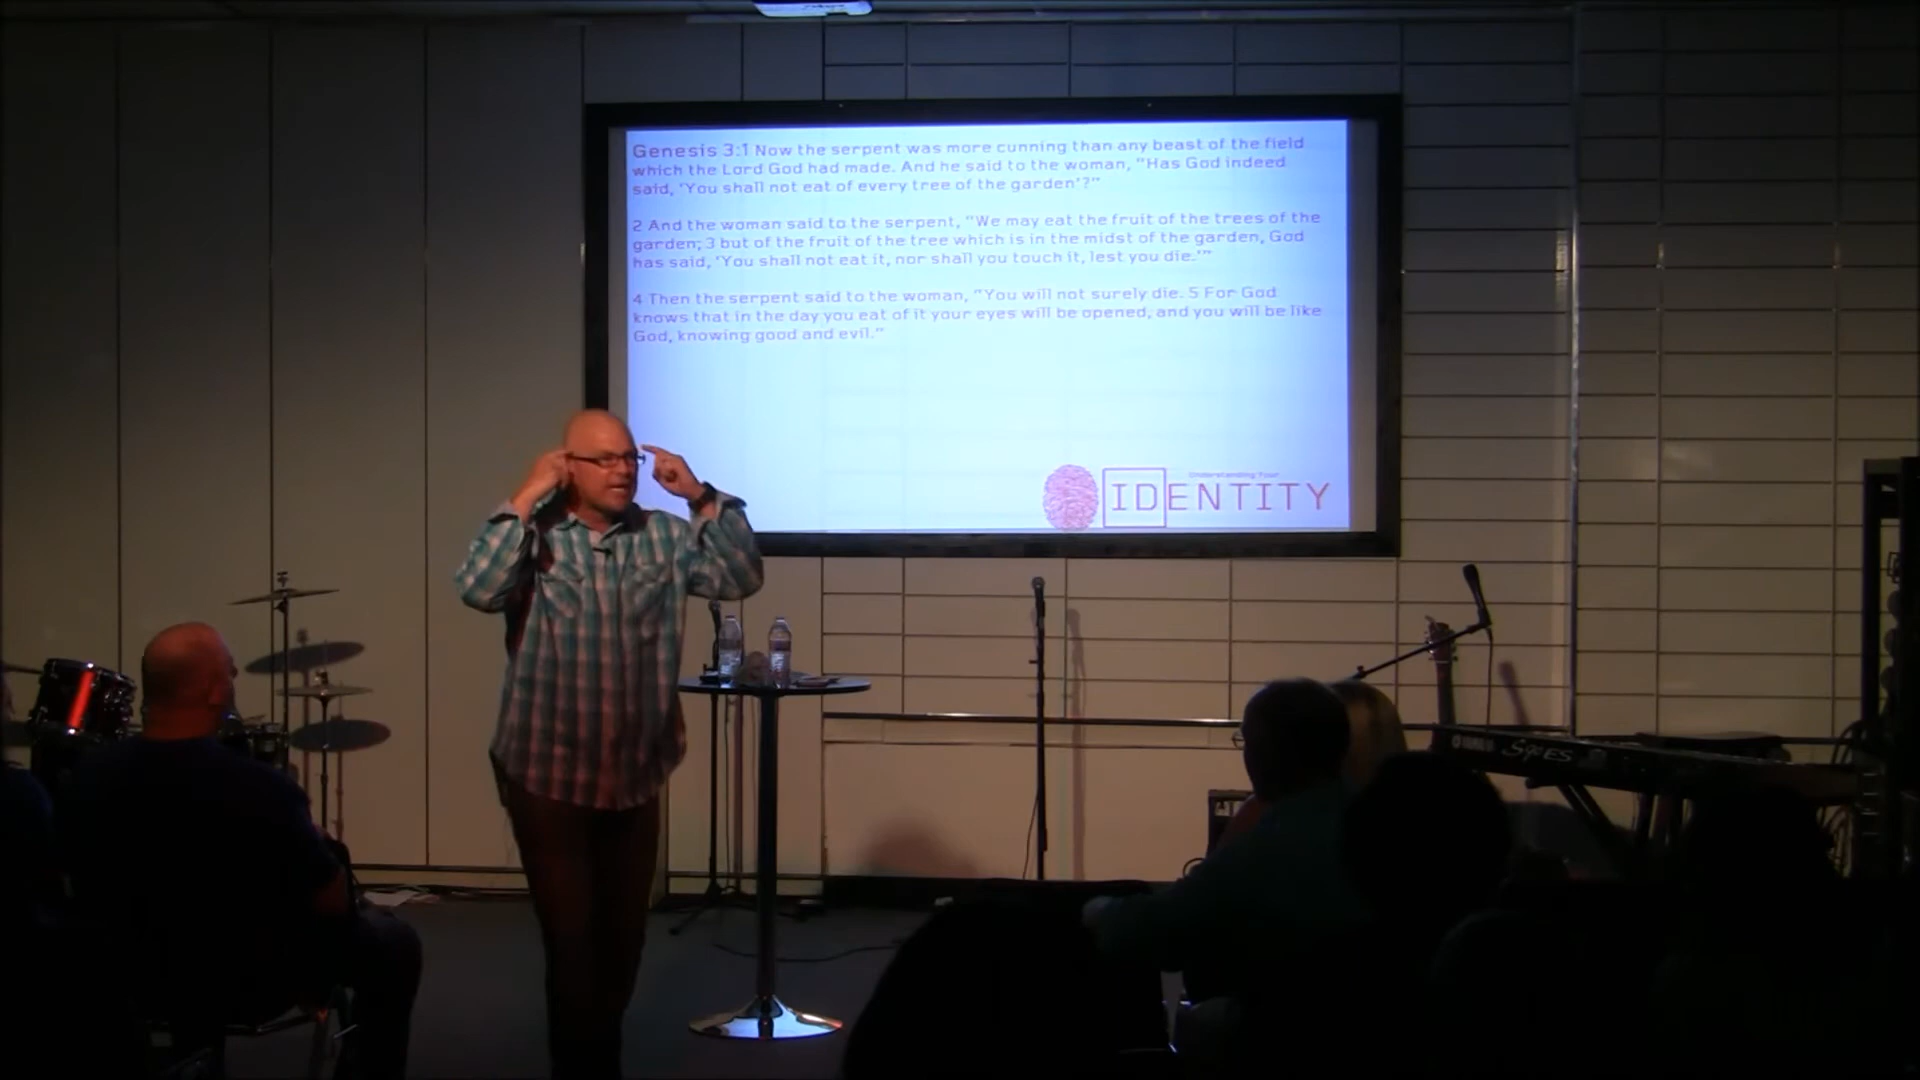 Genesis 3:1 Now the serpent was more cunning than any beast of the field
which the Lord God had made. And he said to the woman, “Has God indeed
said, ‘You shall not eat of every tree of the garden’?”
2 And the woman said to the serpent, “We may eat the fruit of the trees of the
garden; 3 but of the fruit of the tree which is in the midst of the garden, God
has said, ‘You shall not eat it, nor shall you touch it, lest you die.’”
4 Then the serpent said to the woman, “You will not surely die. 5 For God
knows that in the day you eat of it your eyes will be opened, and you will be like
God, knowing good and evil.”
Understanding Your
IDENTITY
YAMAHA S90ES